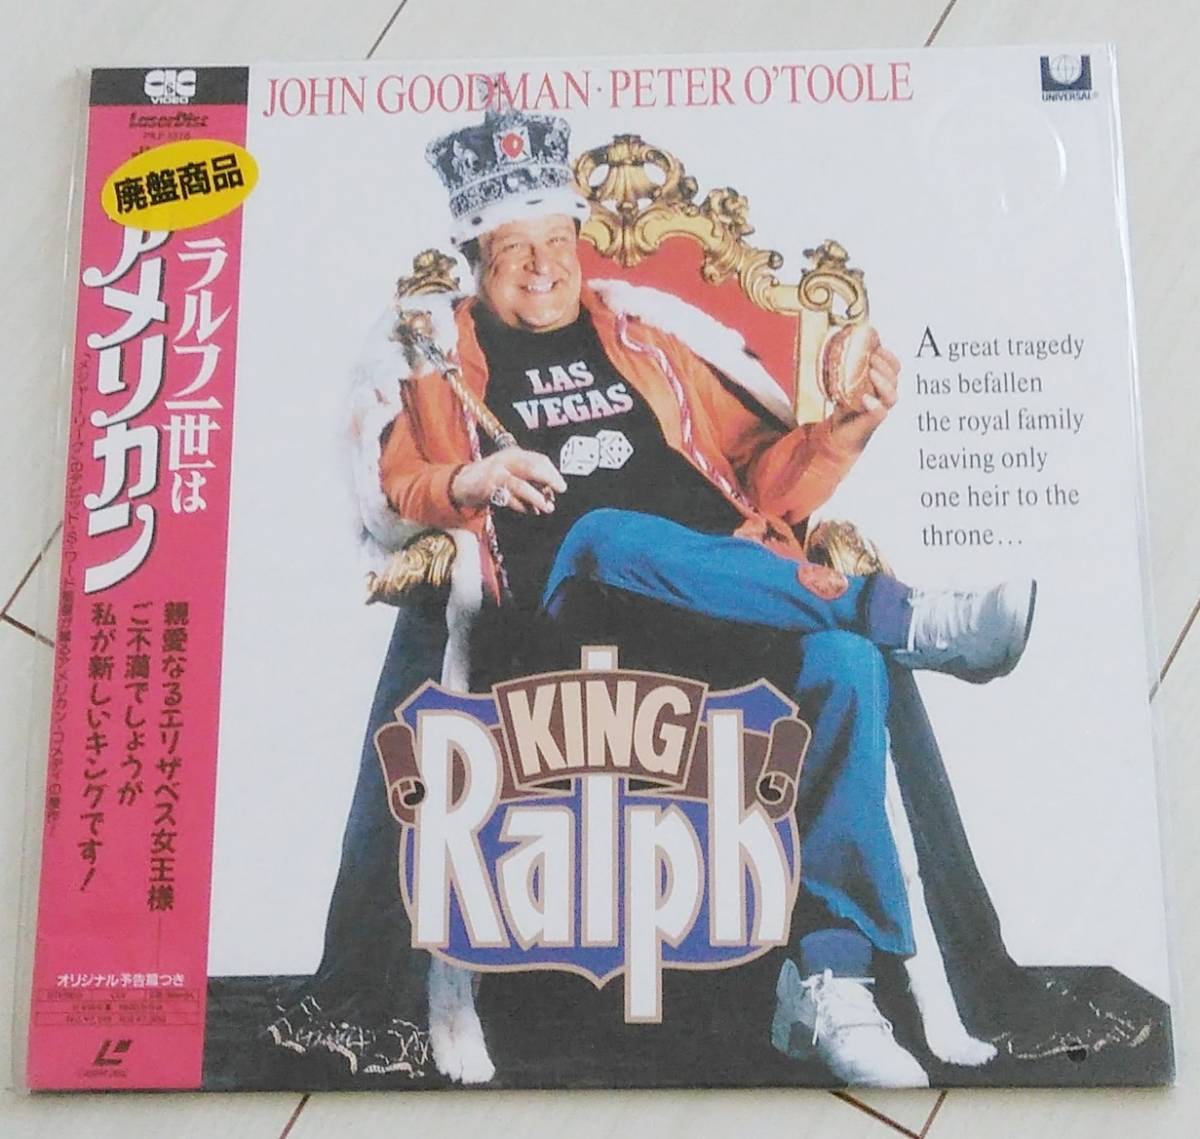 CIC
VIDEO
LaserDisc
廃盤商品
ラルフ一世は
アメリカン
親愛なるエリザベス女王様
ご不満でしょうが
私が新しいキングです!
オリジナル予告篇つき
JOHN GOODMAN · PETER O'TOOLE
UNIVERSAL®
LAS
VEGAS
A great tragedy
has befallen
the royal family
leaving only
one heir to the
throne...
KING
Ralph